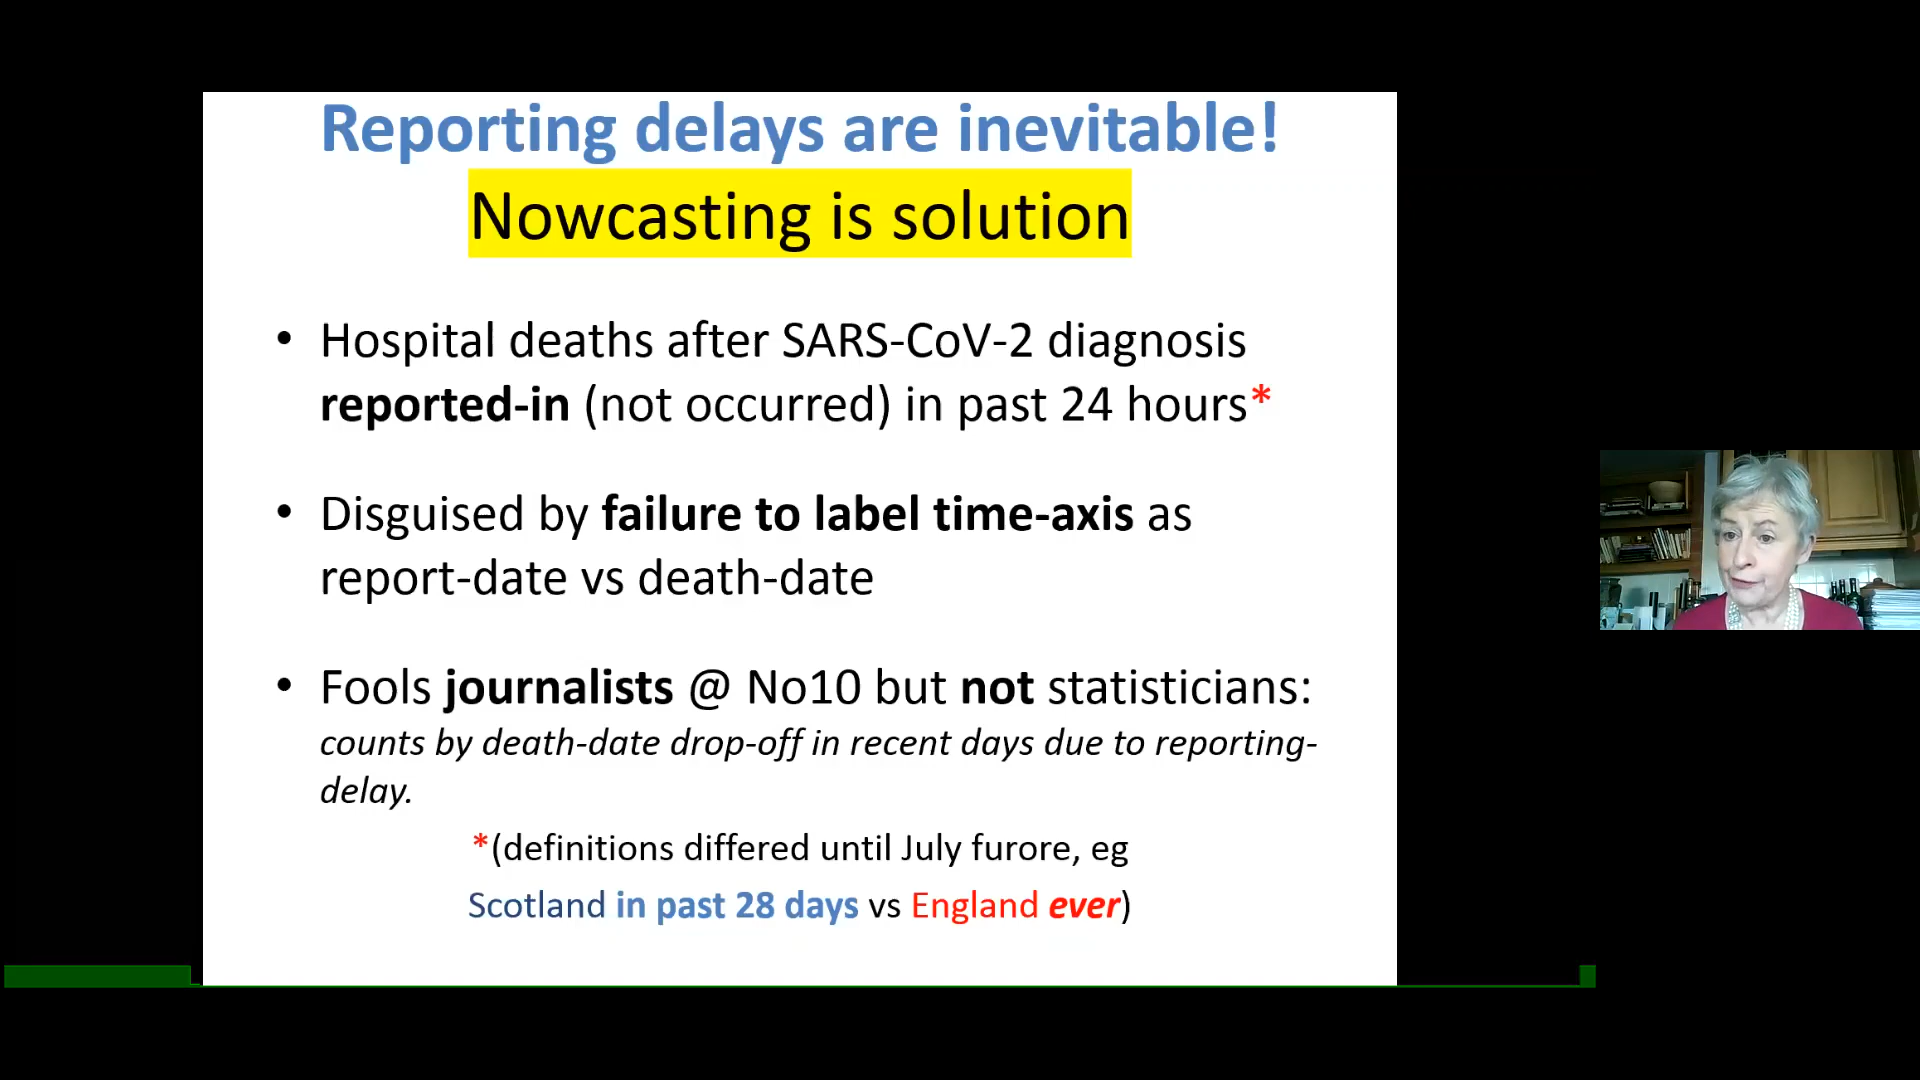 Reporting delays are inevitable!
Nowcasting is solution
• Hospital deaths after SARS-CoV-2 diagnosis
reported-in (not occurred) in past 24 hours*
• Disguised by failure to label time-axis as
report-date vs death-date
• Fools journalists @ No10 but not statisticians:
counts by death-date drop-off in recent days due to reporting-
delay.
*(definitions differed until July furore, eg
Scotland in past 28 days vs England ever)